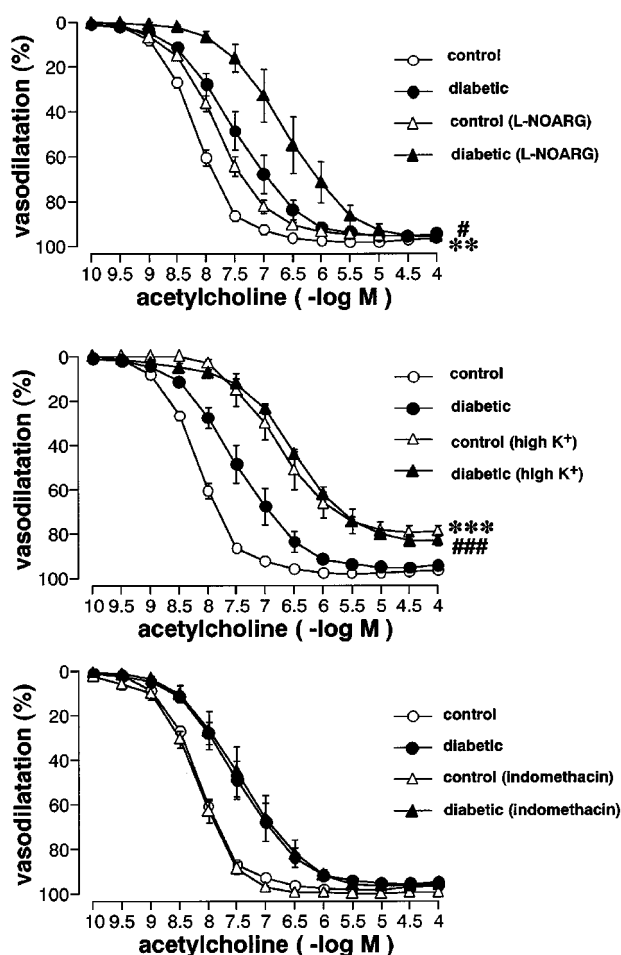 0
20
40
60
80
100
vasodilatation (%)
control
diabetic
control (L-NOARG)
diabetic (L-NOARG)
#
**
10 9.5 9 8.5 8 7.5 7 6.5 6 5.5 5 4.5 4
acetylcholine ( -log M )
0
20
40
60
80
100
vasodilatation (%)
control
diabetic
control (high K⁺)
diabetic (high K⁺)
***
###
10 9.5 9 8.5 8 7.5 7 6.5 6 5.5 5 4.5 4
acetylcholine ( -log M )
0
20
40
60
80
100
vasodilatation (%)
control
diabetic
control (indomethacin)
diabetic (indomethacin)
10 9.5 9 8.5 8 7.5 7 6.5 6 5.5 5 4.5 4
acetylcholine ( -log M )